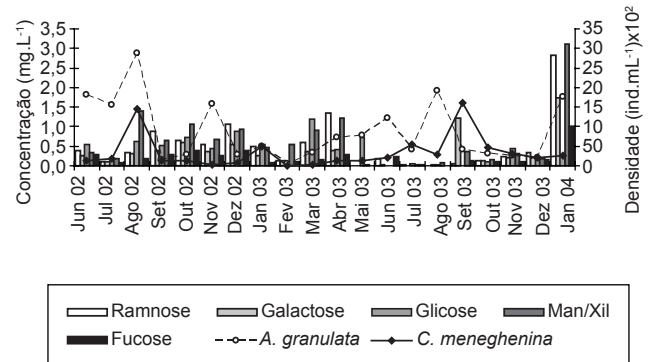 Concentração (mg.L-1)
3,5
3,0
2,5
2,0
1,5
1,0
0,5
0,0
35
30
25
20
15
10
50
0
Densidade (ind.mL-1)x10²
Jun 02
Jul 02
Ago 02
Set 02
Out 02
Nov 02
Dez 02
Jan 03
Fev 03
Mar 03
Abr 03
Mai 03
Jun 03
Jul 03
Ago 03
Set 03
Out 03
Nov 03
Dez 03
Jan 04
Ramnose Galactose Glicose Man/Xil
Fucose A. granulata C. meneghenina